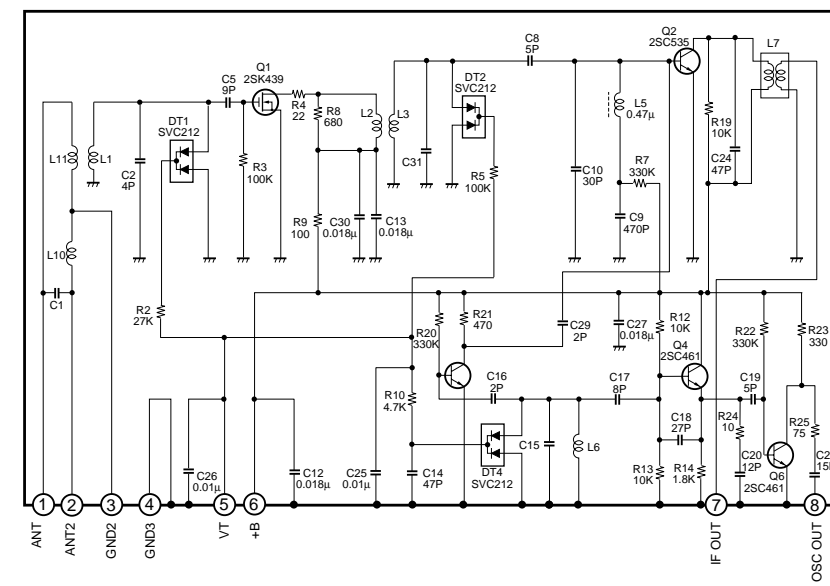 C8
5P
Q2
2SC535
L7
Q1
2SK439
C5
9P
R4
22
R8
680
L2
L3
DT2
SVC212
L5
0.47µ
R19
10K
C24
47P
DT1
SVC212
L11
L1
C2
4P
R3
100K
C31
R5
100K
C10
30P
R7
330K
C9
470P
R9
100
C30
0.018µ
C13
0.018µ
L10
C1
R2
27K
R20
330K
R21
470
C29
2P
C27
0.018µ
R12
10K
Q4
2SC461
R22
330K
R23
330
C16
2P
C17
8P
C19
5P
R10
4.7K
C18
27P
R24
10
R25
75
C15
L6
DT4
SVC212
C26
0.01µ
C12
0.018µ
C25
0.01µ
C14
47P
R13
10K
R14
1.8K
C20
12P
Q6
2SC461
1
2
3
4
5
6
7
8
ANT
ANT2
GND2
GND3
VT
+B
IF OUT
OSC OUT